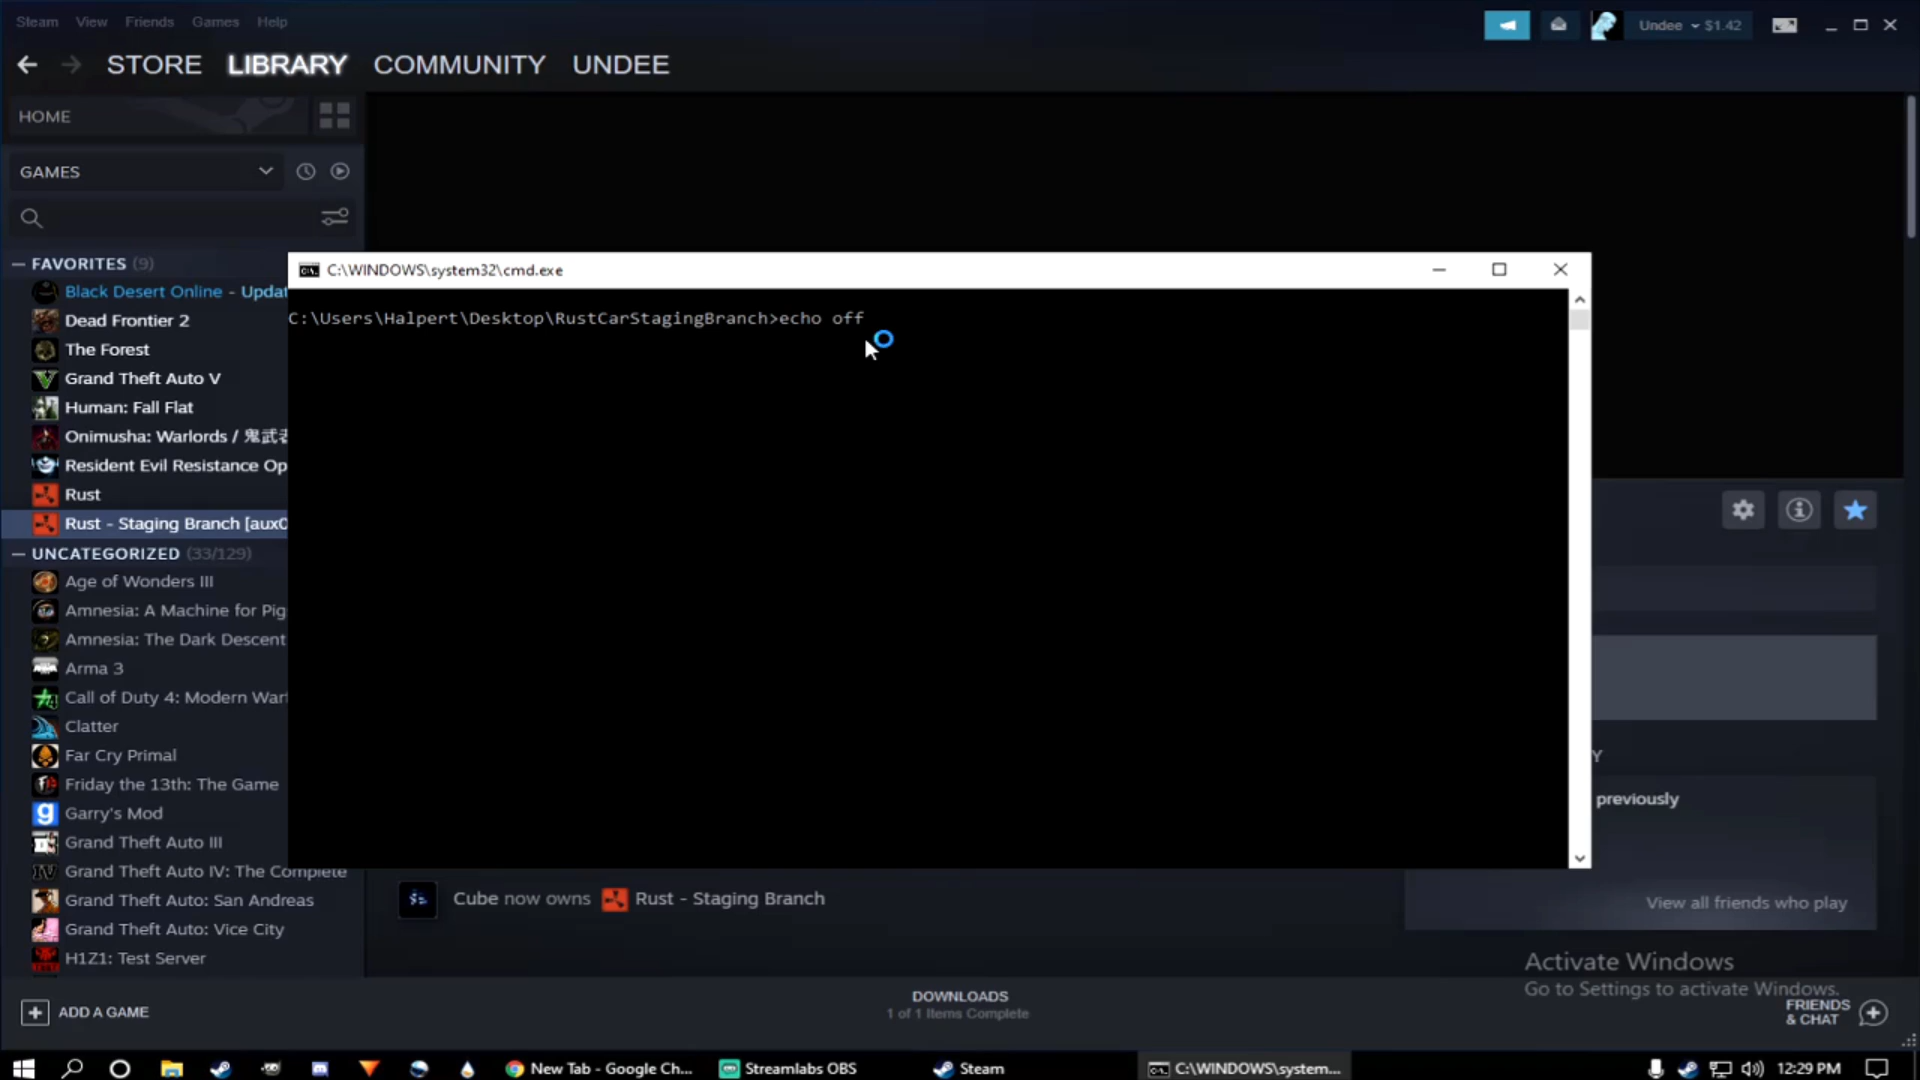 Steam View Friends Games Help
Undee $1.42
STORE LIBRARY COMMUNITY UNDEE
HOME
GAMES
FAVORITES (9)
Black Desert Online - Updat
Dead Frontier 2
The Forest
Grand Theft Auto V
Human: Fall Flat
Onimusha: Warlords / 鬼武者
Resident Evil Resistance Op
Rust
Rust - Staging Branch [aux0
UNCATEGORIZED (33/129)
Age of Wonders III
Amnesia: A Machine for Pig
Amnesia: The Dark Descent
Arma 3
Call of Duty 4: Modern Warf
Clatter
Far Cry Primal
Friday the 13th: The Game
Garry's Mod
Grand Theft Auto III
Grand Theft Auto IV: The Complete
Grand Theft Auto: San Andreas
Grand Theft Auto: Vice City
H1Z1: Test Server
C:\WINDOWS\system32\cmd.exe
C:\Users\Halpert\Desktop\RustCarStagingBranch>echo off
Y
previously
View all friends who play
Cube now owns Rust - Staging Branch
Activate Windows
Go to Settings to activate Windows.
ADD A GAME
DOWNLOADS
1 of 1 Items Complete
FRIENDS
& CHAT
New Tab - Google Ch...
Streamlabs OBS
Steam
C:\WINDOWS\system...
12:29 PM